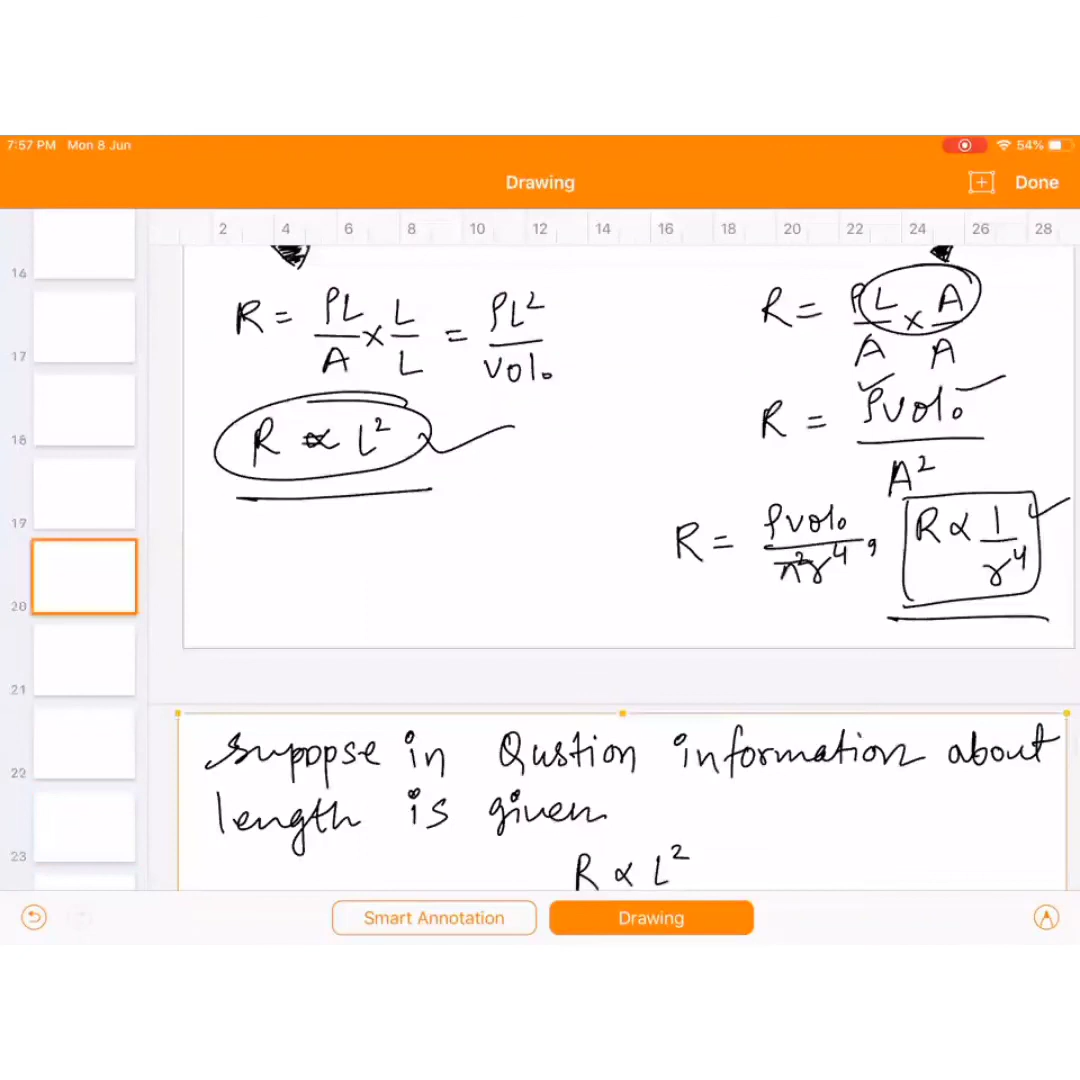 7:57 PM Mon 8 Jun
54%
Drawing
Done
2 4 6 8 10 12 14 16 18 20 22 24 26 28
16
17
18
19
20
21
22
23
R = ρL/A × L/L = ρL²/Vol.
R ∝ L²
R = ρL/A × A/A
R = ρVol./A²
R = ρvol./π²r⁴, R ∝ 1/r⁴
Suppopse in Qustion information about
length is given
R ∝ L²
Smart Annotation
Drawing